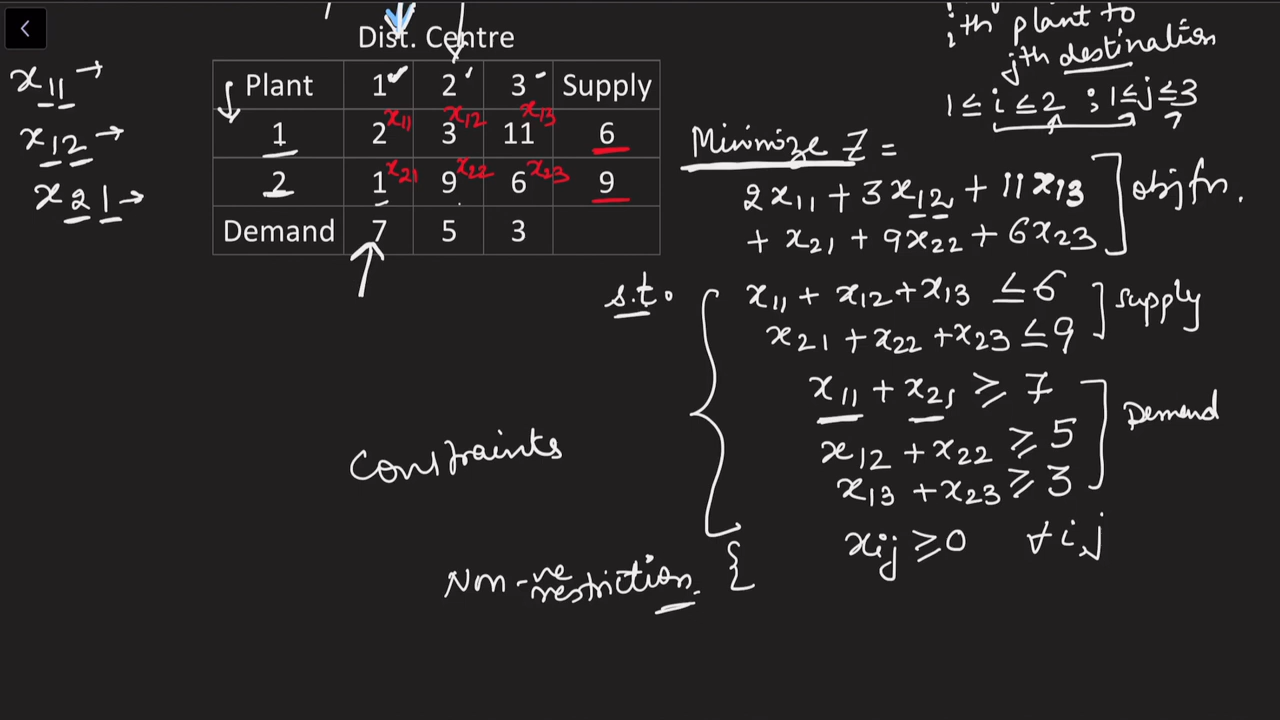 Dist. Centre
Plant 1 2 3 Supply
1 2 x11 3 x12 11 x13 6
2 1 x21 9 x22 6 x23 9
Demand 7 5 3
x11 →
x12 →
x21 →
ith plant to
jth destination
1 ≤ i ≤ 2 ; 1 ≤ j ≤ 3
Minimize Z =
2x11 + 3x12 + 11x13
+ x21 + 9x22 + 6x23
obj fn.
s.t.
x11 + x12 + x13 ≤ 6
x21 + x22 + x23 ≤ 9
Supply
x11 + x21 ≥ 7
x12 + x22 ≥ 5
x13 + x23 ≥ 3
Demand
Constraints
xij ≥ 0 ∀ i,j
Non-ve
restriction.